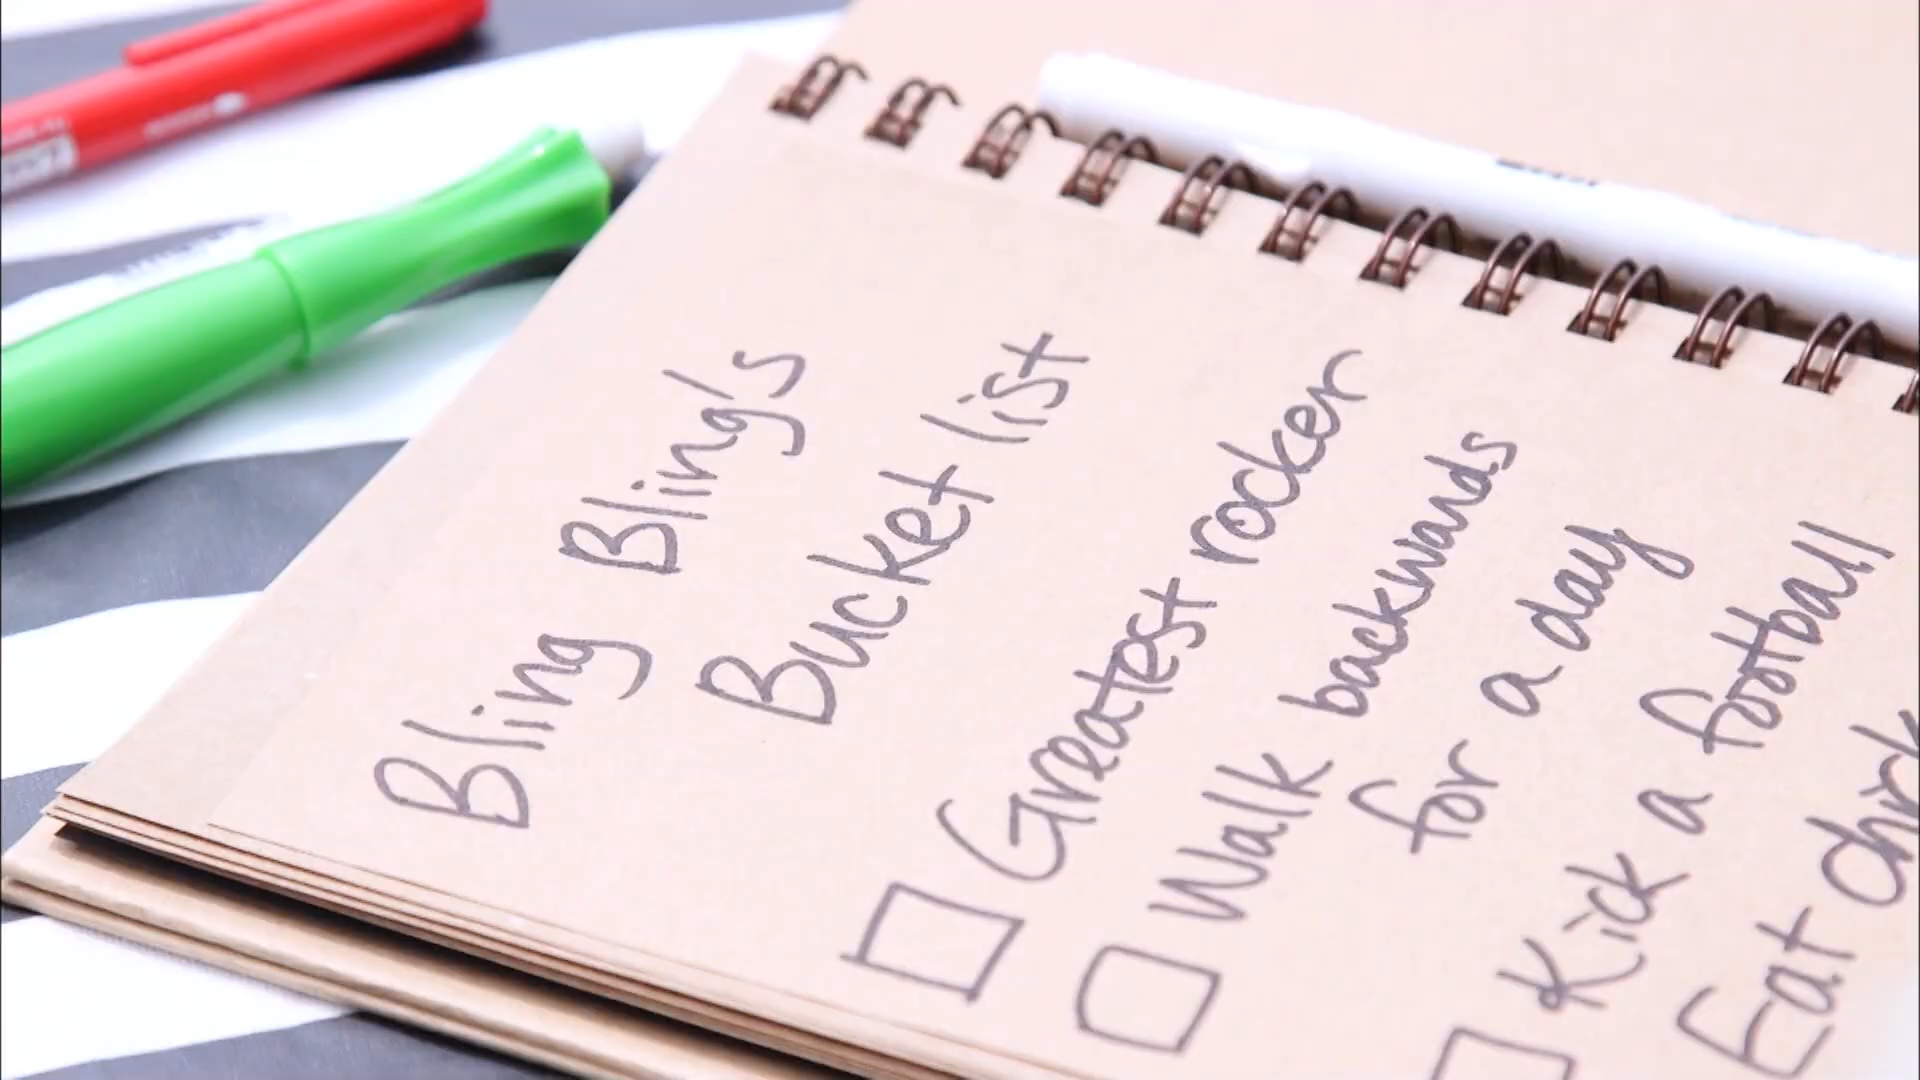 Bling Bling's
Bucket list
Greatest rocker
Walk backwards
for a day
Kick a football
Eat